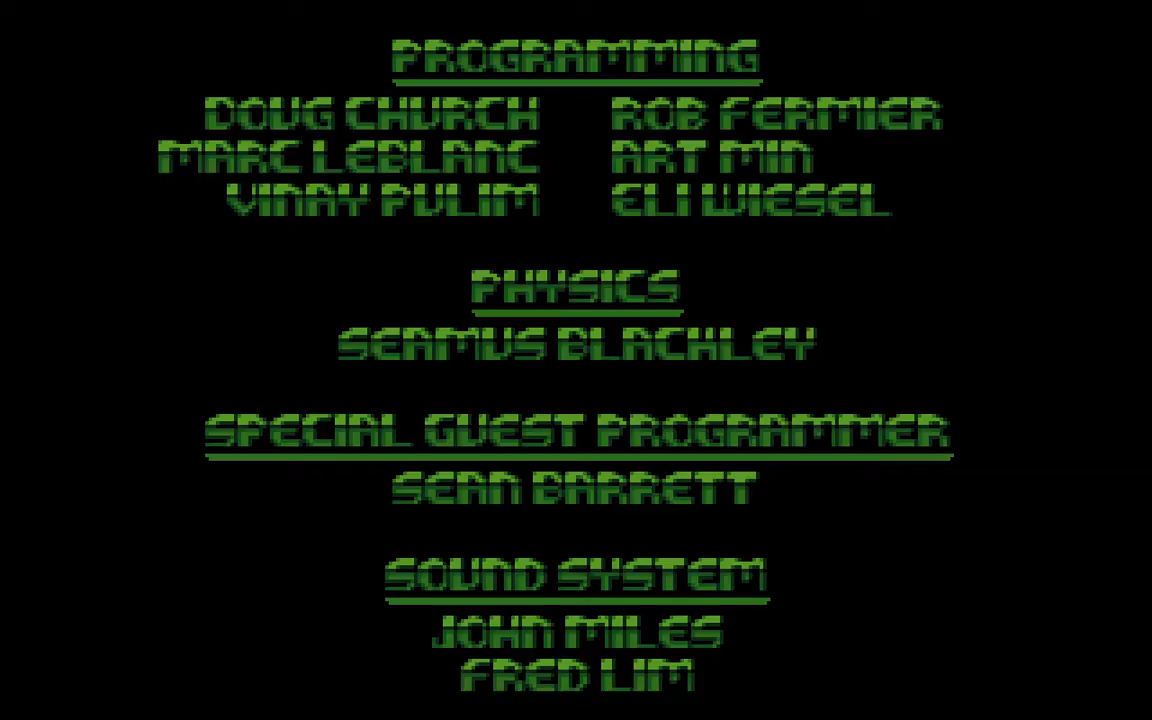 PROGRAMMING
DOUG CHURCH ROB FERMIER
MARC LEBLANC ART MIN
VINAY PULIM ELI WIESEL
PHYSICS
SEAMUS BLACKLEY
SPECIAL GUEST PROGRAMMER
SEAN BARRETT
SOUND SYSTEM
JOHN MILES
FRED LIM